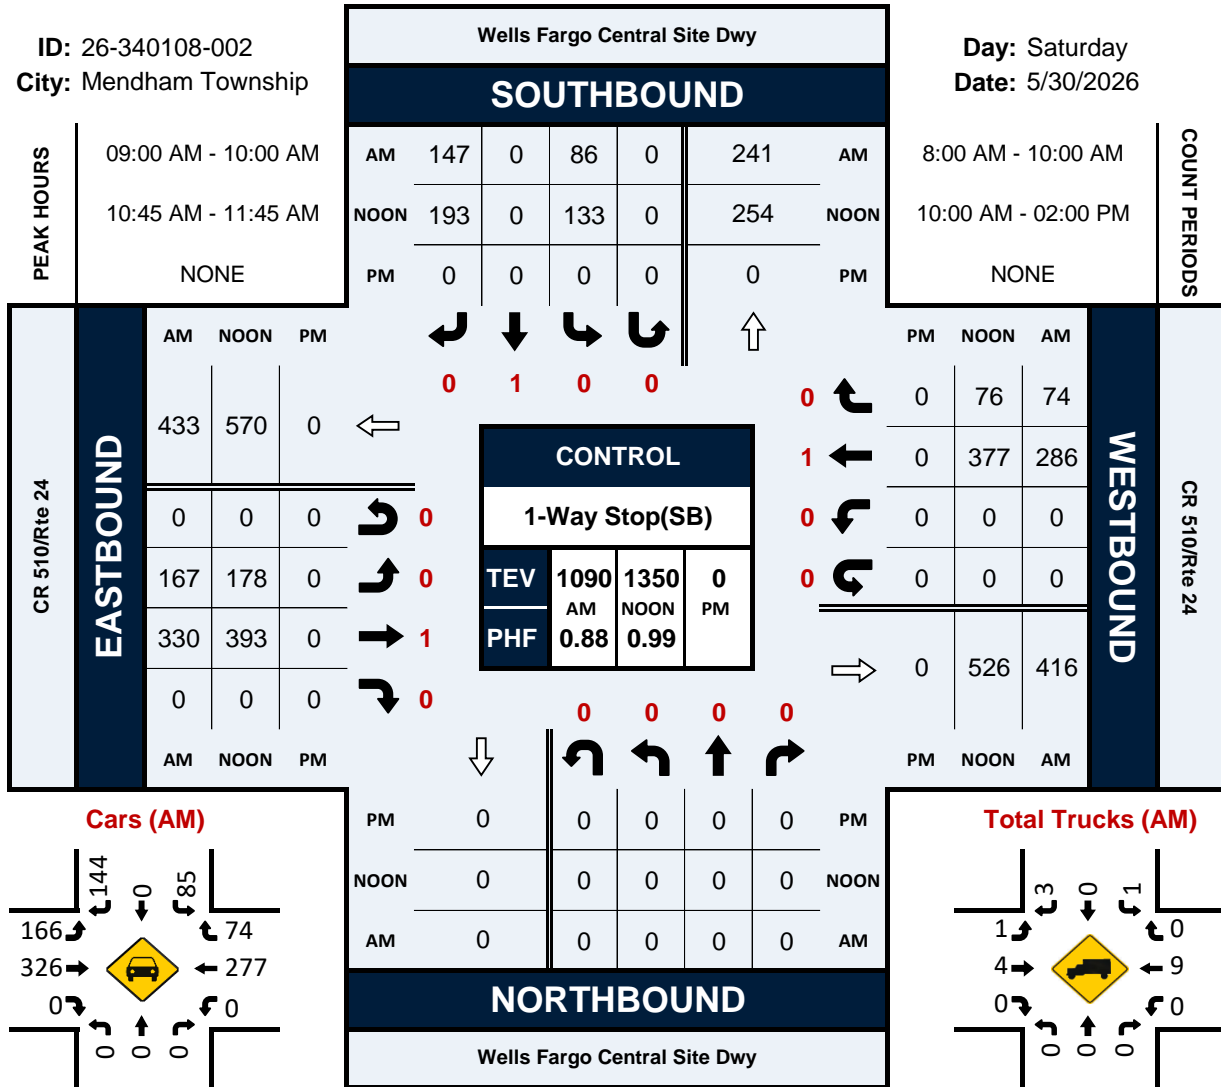 Wells Fargo Central Site Dwy
ID: 26-340108-002
City: Mendham Township
Day: Saturday
Date: 5/30/2026
SOUTHBOUND
PEAK HOURS
09:00 AM - 10:00 AM
10:45 AM - 11:45 AM
NONE
AM 147 0 86 0 241 AM
NOON 193 0 133 0 254 NOON
PM 0 0 0 0 0 PM
8:00 AM - 10:00 AM
10:00 AM - 02:00 PM
NONE
COUNT PERIODS
0 1 0 0
CR 510/Rte 24
EASTBOUND
AM NOON PM
433 570 0
0 0 0 0
167 178 0 0
330 393 0 1
0 0 0 0
AM NOON PM
CONTROL
1-Way Stop(SB)
TEV 1090 1350 0
AM NOON PM
PHF 0.88 0.99
PM NOON AM
0 0 76 74
1 0 377 286
0 0 0 0
0 0 0 0
0 526 416
PM NOON AM
WESTBOUND
CR 510/Rte 24
0 0 0 0
PM 0 0 0 0 0 PM
NOON 0 0 0 0 0 NOON
AM 0 0 0 0 0 AM
NORTHBOUND
Wells Fargo Central Site Dwy
Cars (AM)
144 0 85
166 74
326 277
0 0
0 0 0
Total Trucks (AM)
3 0 1
1 0
4 9
0 0
0 0 0